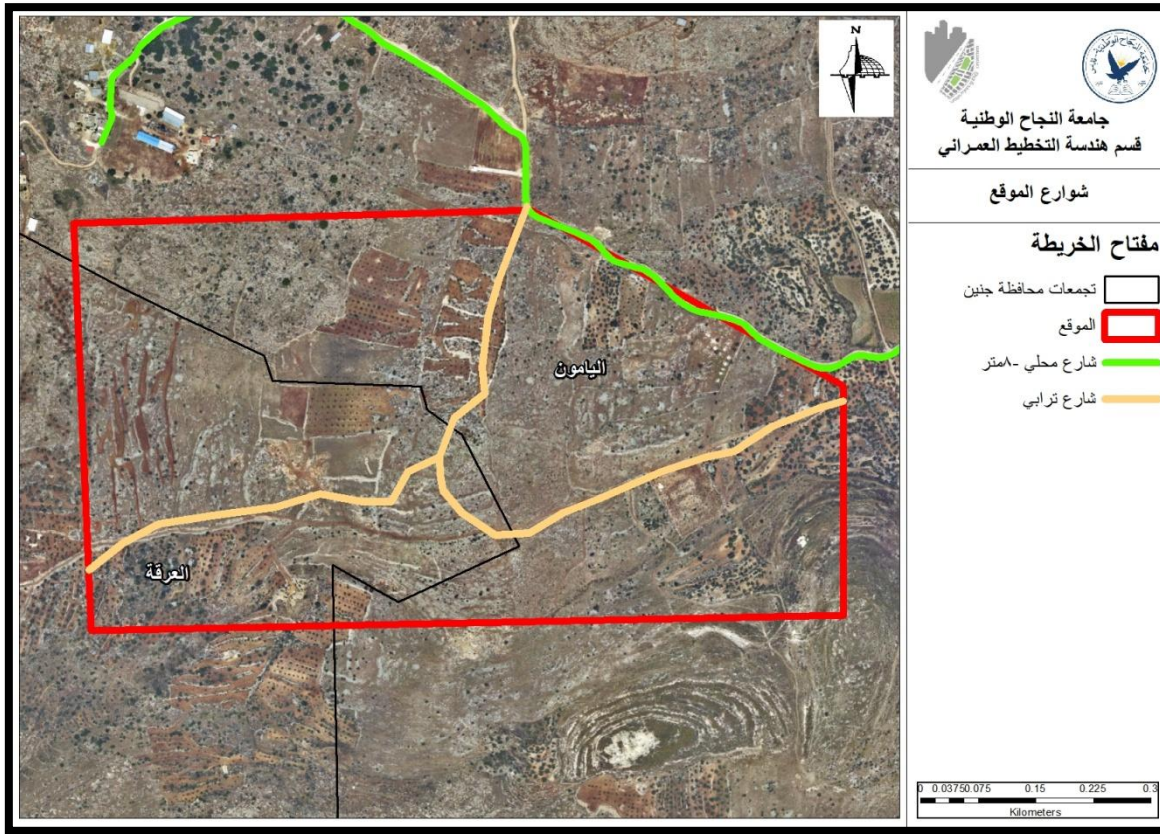 جامعة النجاح الوطنية
قسم هندسة التخطيط العمراني
شوارع الموقع
مفتاح الخريطة
تجمعات محافظة جنين
الموقع
شارع محلي -٨متر
شارع ترابي
N
اليامون
العرقة
0 0.0375 0.075 0.15 0.225 0.3
Kilometers